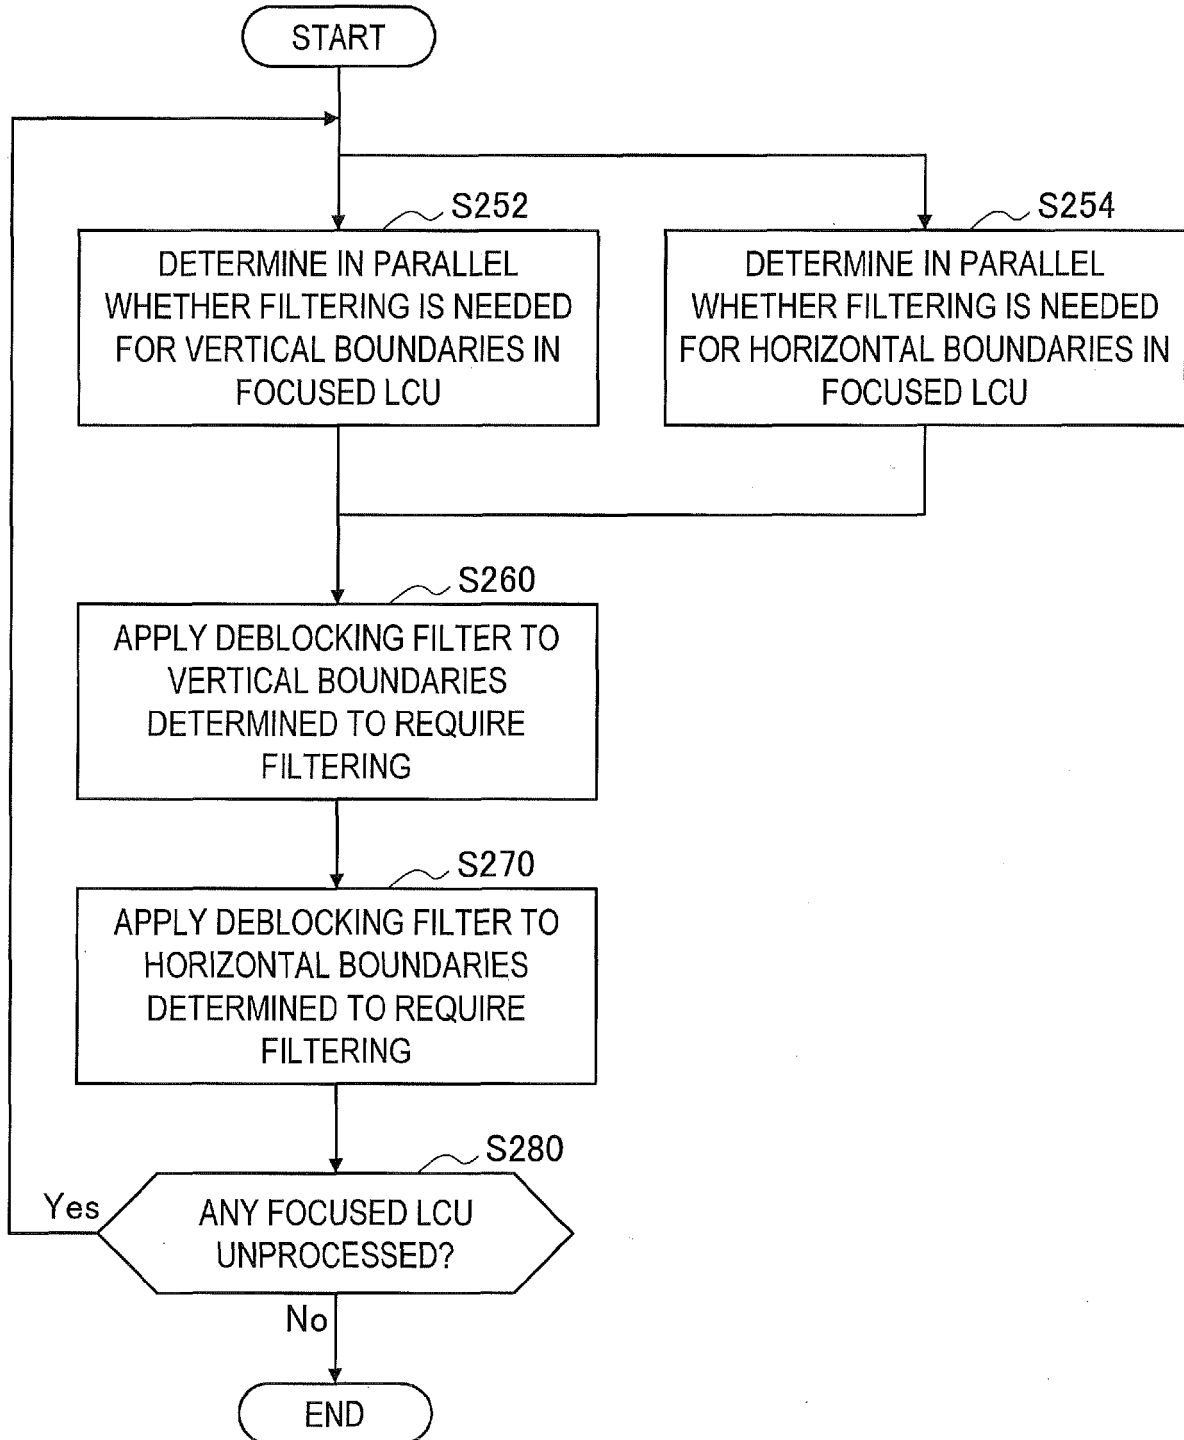 START
S252
DETERMINE IN PARALLEL
WHETHER FILTERING IS NEEDED
FOR VERTICAL BOUNDARIES IN
FOCUSED LCU
S254
DETERMINE IN PARALLEL
WHETHER FILTERING IS NEEDED
FOR HORIZONTAL BOUNDARIES IN
FOCUSED LCU
S260
APPLY DEBLOCKING FILTER TO
VERTICAL BOUNDARIES
DETERMINED TO REQUIRE
FILTERING
S270
APPLY DEBLOCKING FILTER TO
HORIZONTAL BOUNDARIES
DETERMINED TO REQUIRE
FILTERING
S280
Yes
ANY FOCUSED LCU
UNPROCESSED?
No
END